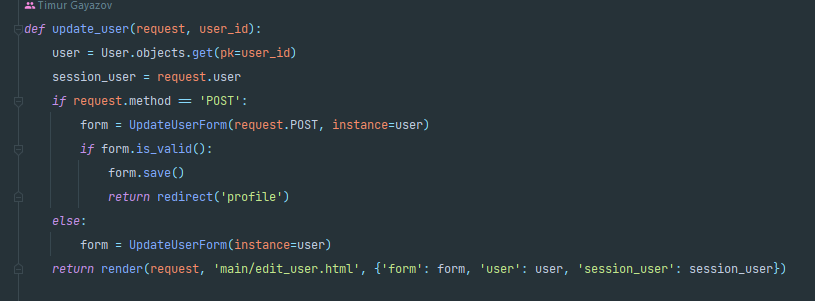 Timur Gayazov
def update_user(request, user_id):
    user = User.objects.get(pk=user_id)
    session_user = request.user
    if request.method == 'POST':
        form = UpdateUserForm(request.POST, instance=user)
        if form.is_valid():
            form.save()
            return redirect('profile')
    else:
        form = UpdateUserForm(instance=user)
    return render(request, 'main/edit_user.html', {'form': form, 'user': user, 'session_user': session_user})